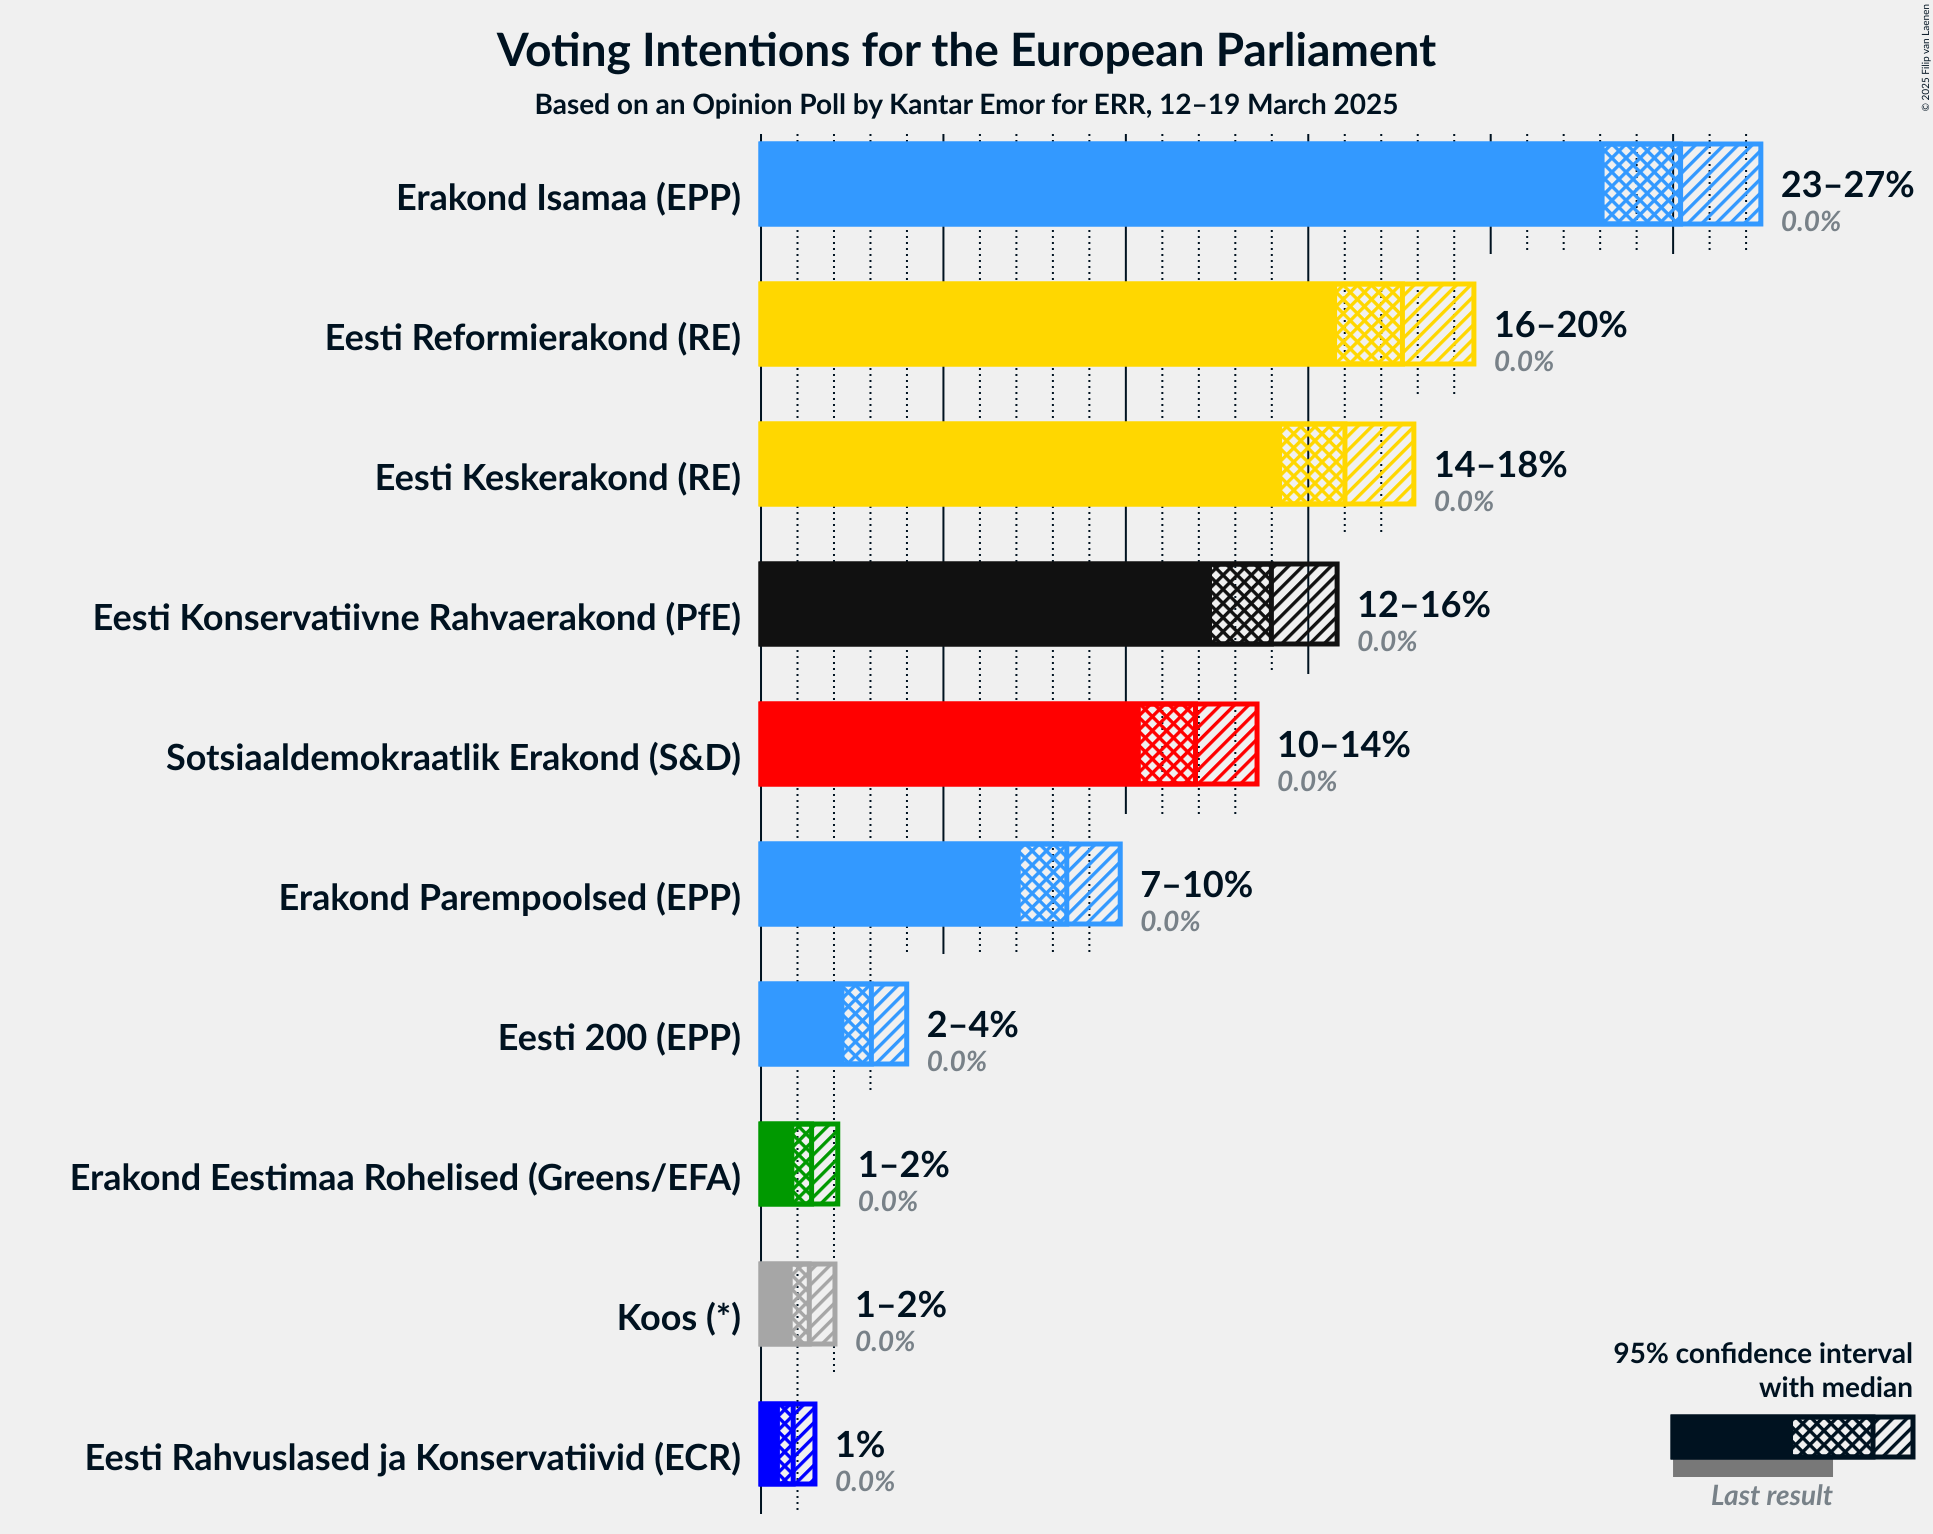 Voting Intentions for the European Parliament
Based on an Opinion Poll by Kantar Emor for ERR, 12–19 March 2025
© 2025 Filip van Laenen
Erakond Isamaa (EPP)
23–27%
0.0%
Eesti Reformierakond (RE)
16–20%
0.0%
Eesti Keskerakond (RE)
14–18%
0.0%
Eesti Konservatiivne Rahvaerakond (PfE)
12–16%
0.0%
Sotsiaaldemokraatlik Erakond (S&D)
10–14%
0.0%
Erakond Parempoolsed (EPP)
7–10%
0.0%
Eesti 200 (EPP)
2–4%
0.0%
Erakond Eestimaa Rohelised (Greens/EFA)
1–2%
0.0%
Koos (*)
1–2%
0.0%
Eesti Rahvuslased ja Konservatiivid (ECR)
1%
0.0%
95% confidence interval
with median
Last result